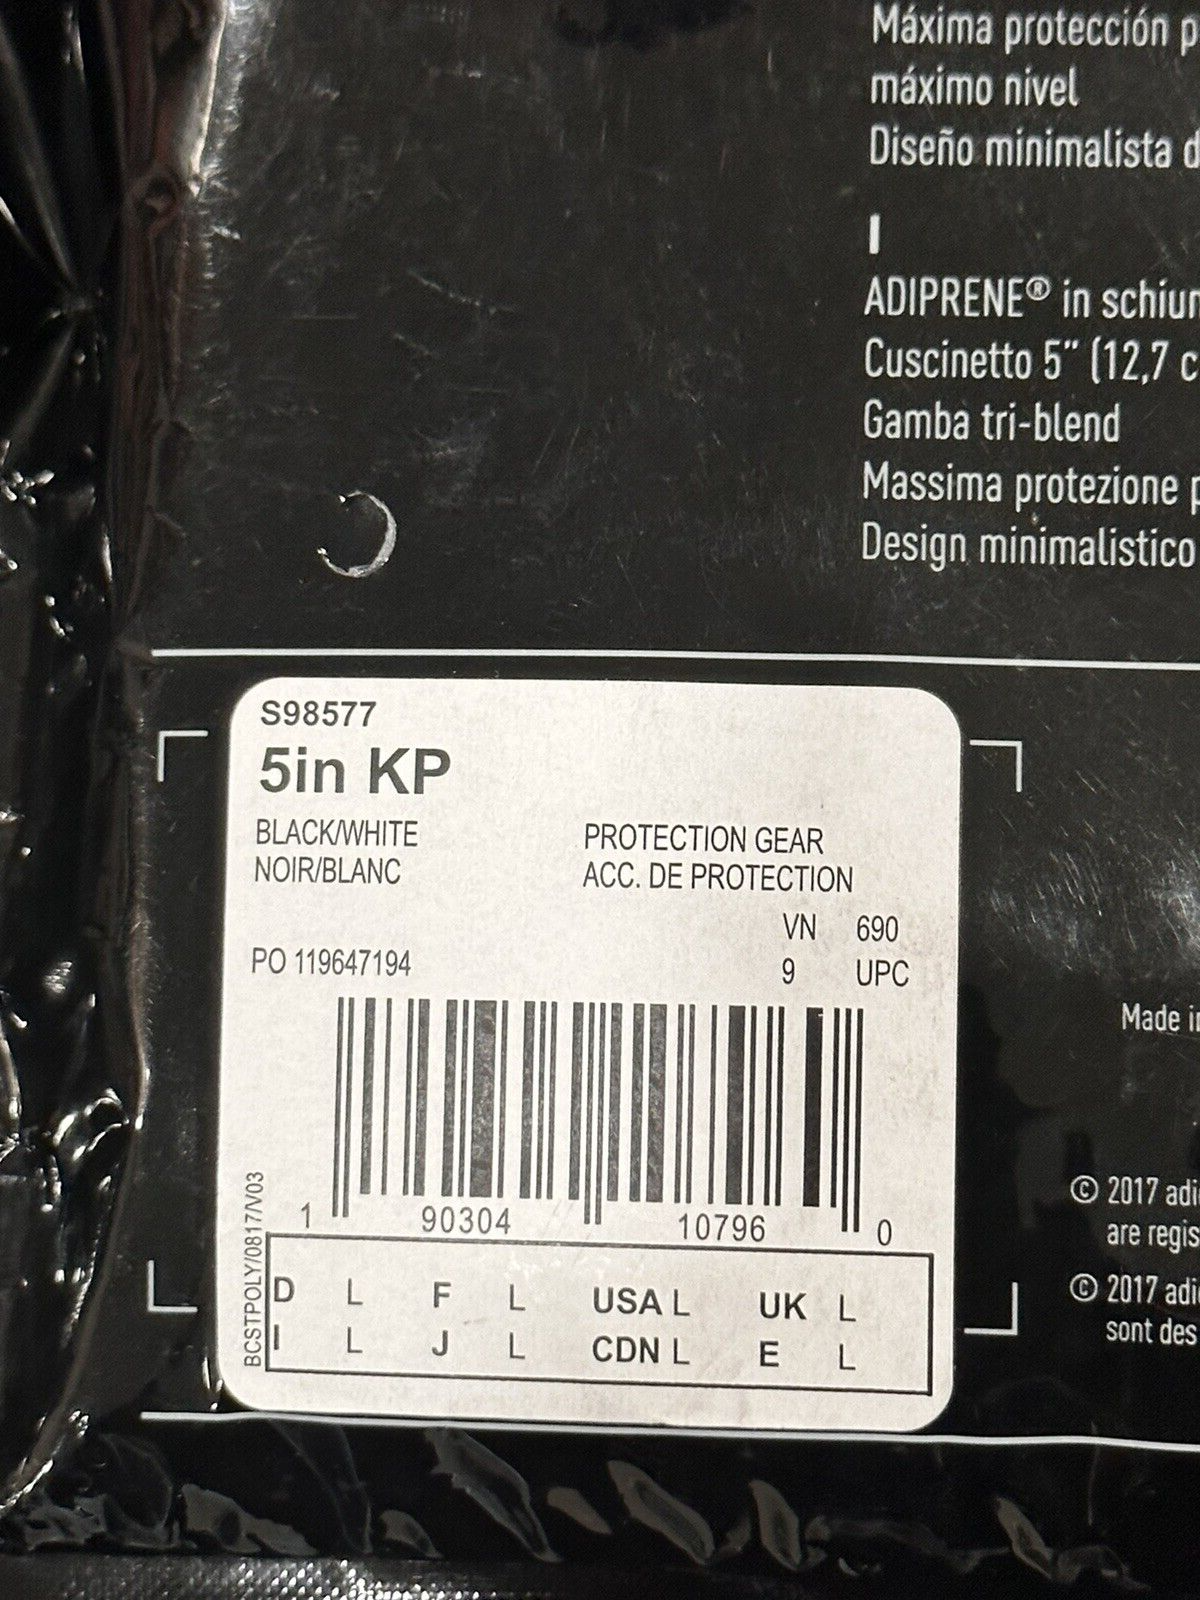 Máxima protección p
máximo nivel
Diseño minimalista d
I
ADIPRENE® in schiu
Cuscinetto 5" (12,7 c
Gamba tri-blend
Massima protezione p
Design minimalistico
S98577
5in KP
BLACK/WHITE
NOIR/BLANC
PROTECTION GEAR
ACC. DE PROTECTION
VN 690
PO 119647194
9 UPC
1 90304 10796 0
BCSTPOLY/0817/V03
D L F L USA L UK L
I L J L CDN L E L
Made in
© 2017 adi
are regis
© 2017 adi
sont des